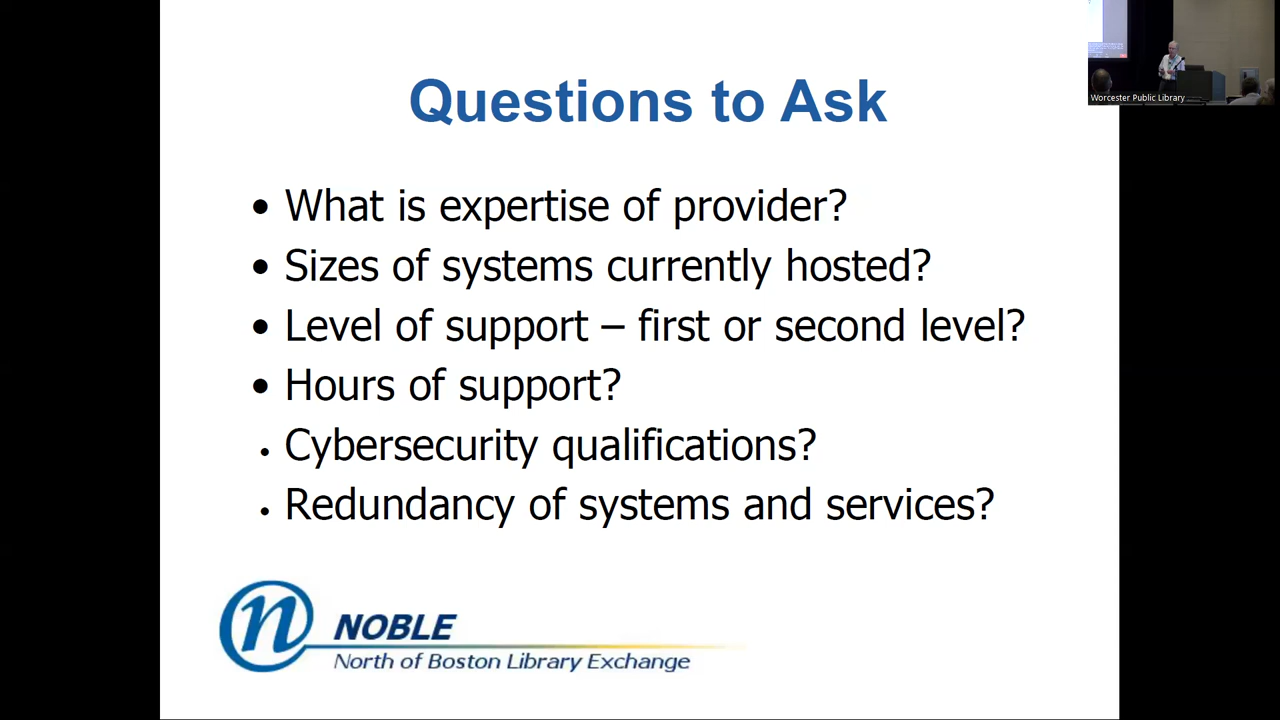 Questions to Ask
• What is expertise of provider?
• Sizes of systems currently hosted?
• Level of support – first or second level?
• Hours of support?
• Cybersecurity qualifications?
• Redundancy of systems and services?
n NOBLE
North of Boston Library Exchange
Worcester Public Library